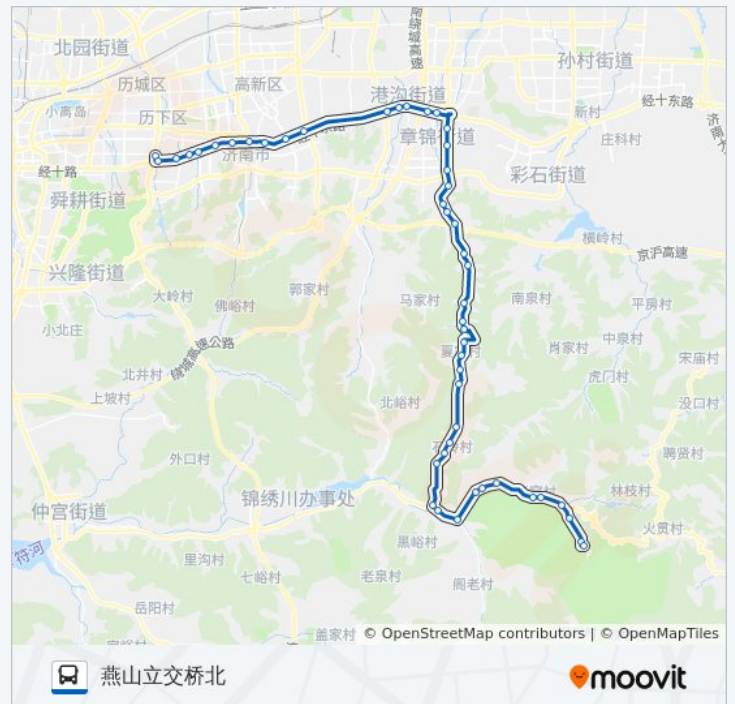 北园街道
孙村街道
历城区
高新区
港沟街道
小离岛
历下区
新村
经十东路
章锦街道
庄科村
济南市
经十路
彩石街道
舜耕街道
横岭村
京沪高速
兴隆街道
郭家村
大岭村
佛峪村
马家村
南泉村
平房村
小北庄
中泉村
绕城高速公路
肖家村
宋庙村
北井村
虎门村
上坡村
北峪村
没口村
外口村
聘贤村
锦绣川办事处
林枝村
仲宫街道
火贯村
黑峪村
里沟村
七峪村
老泉村
阁老村
岳阳村
盖家村
© OpenStreetMap contributors | © OpenMapTiles
燕山立交桥北
moovit